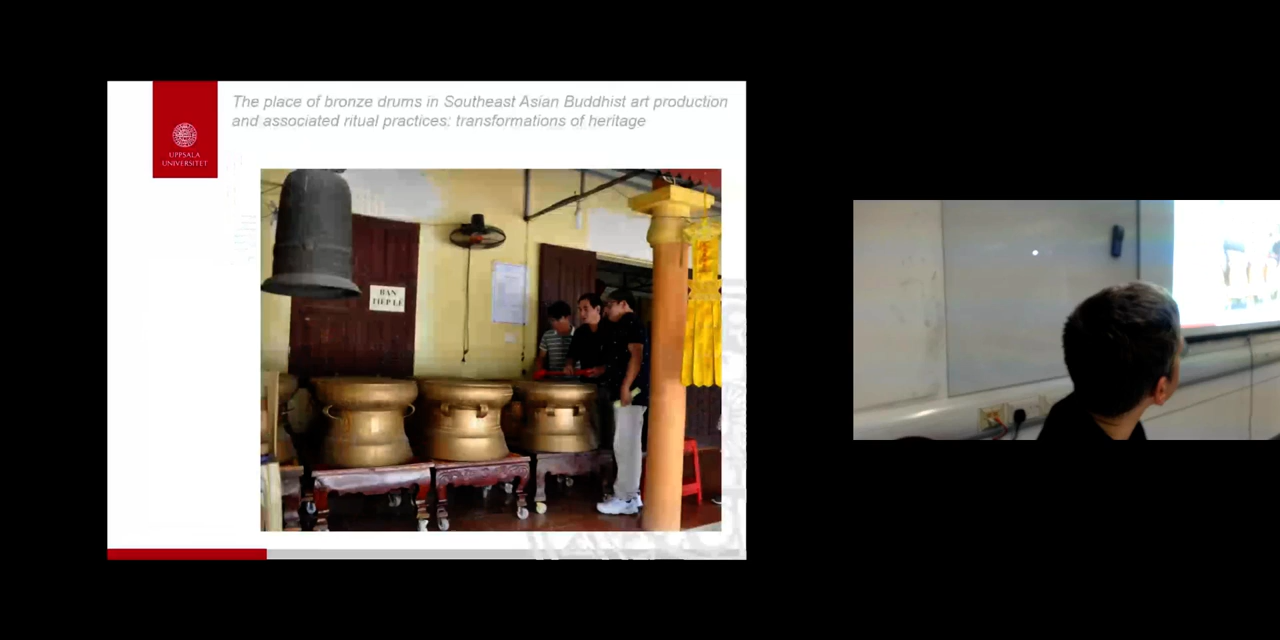 The place of bronze drums in Southeast Asian Buddhist art production
and associated ritual practices: transformations of heritage
UPPSALA
UNIVERSITET
BAN
TIẾP LỄ